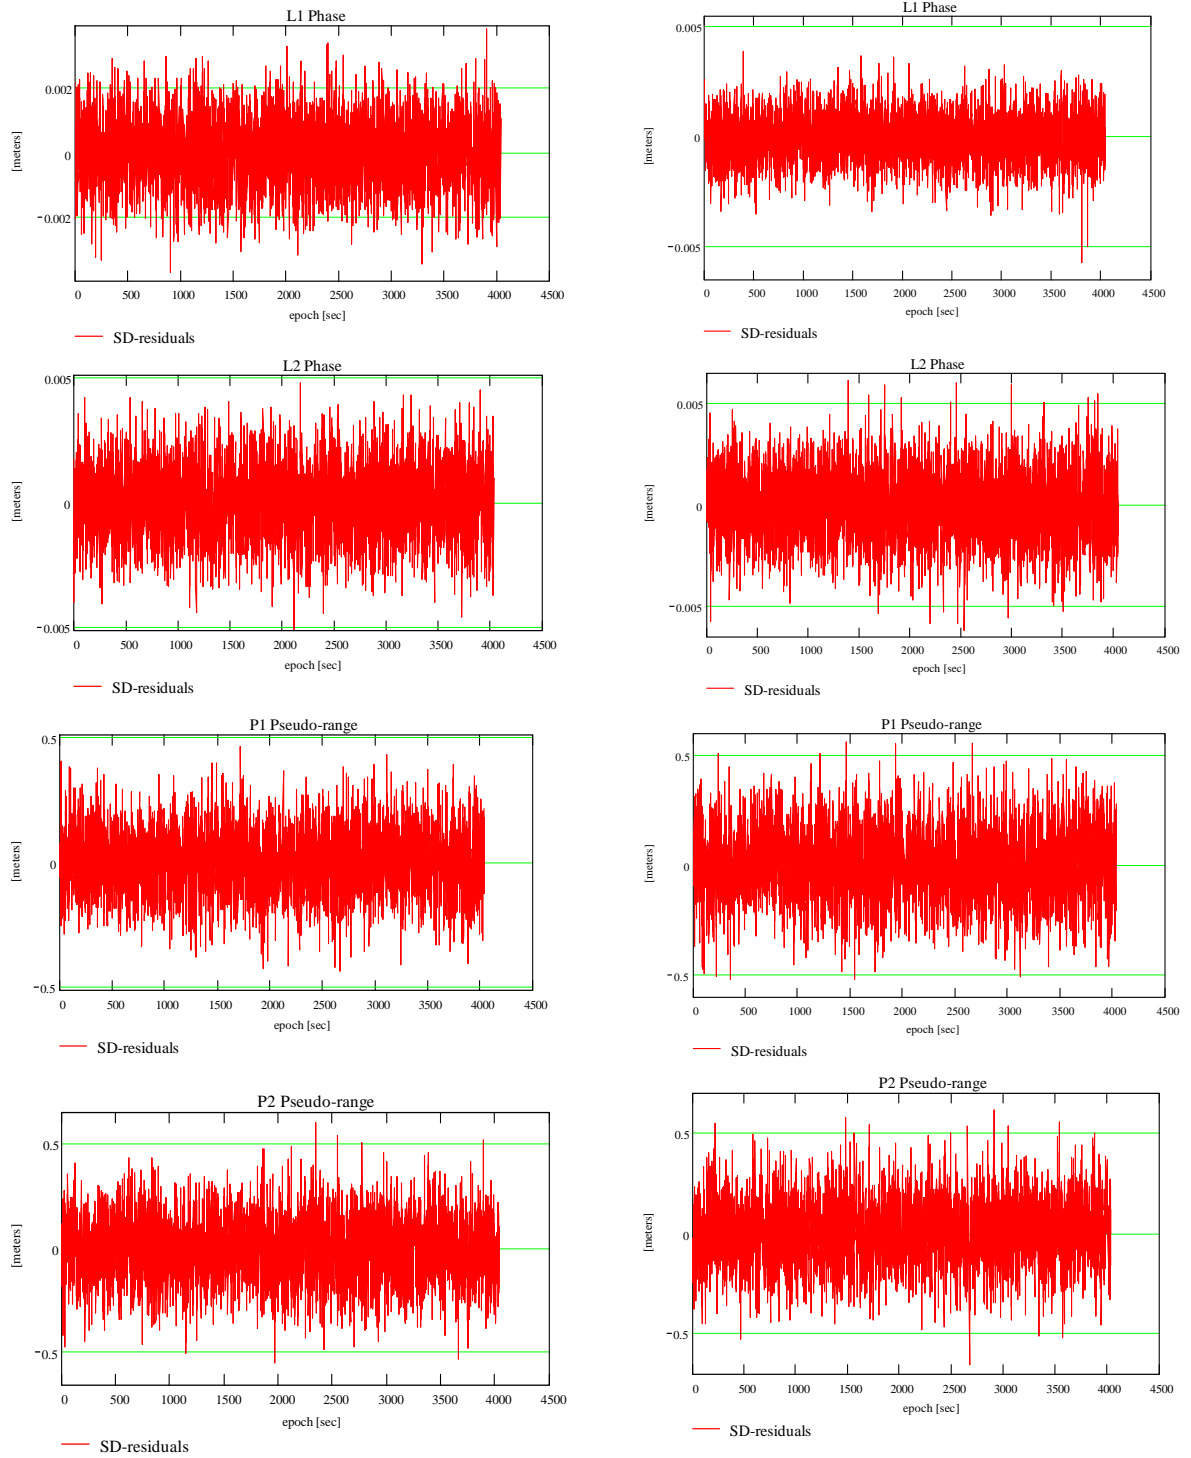 L1 Phase
[meters]
0.002
0
-0.002
0 500 1000 1500 2000 2500 3000 3500 4000 4500
epoch [sec]
SD-residuals
L1 Phase
[meters]
0.005
0
-0.005
0 500 1000 1500 2000 2500 3000 3500 4000 4500
epoch [sec]
SD-residuals
L2 Phase
[meters]
0.005
0
-0.005
0 500 1000 1500 2000 2500 3000 3500 4000 4500
epoch [sec]
SD-residuals
L2 Phase
[meters]
0.005
0
-0.005
0 500 1000 1500 2000 2500 3000 3500 4000 4500
epoch [sec]
SD-residuals
P1 Pseudo-range
[meters]
0.5
0
-0.5
0 500 1000 1500 2000 2500 3000 3500 4000 4500
epoch [sec]
SD-residuals
P1 Pseudo-range
[meters]
0.5
0
-0.5
0 500 1000 1500 2000 2500 3000 3500 4000 4500
epoch [sec]
SD-residuals
P2 Pseudo-range
[meters]
0.5
0
-0.5
0 500 1000 1500 2000 2500 3000 3500 4000 4500
epoch [sec]
SD-residuals
P2 Pseudo-range
[meters]
0.5
0
-0.5
0 500 1000 1500 2000 2500 3000 3500 4000 4500
epoch [sec]
SD-residuals